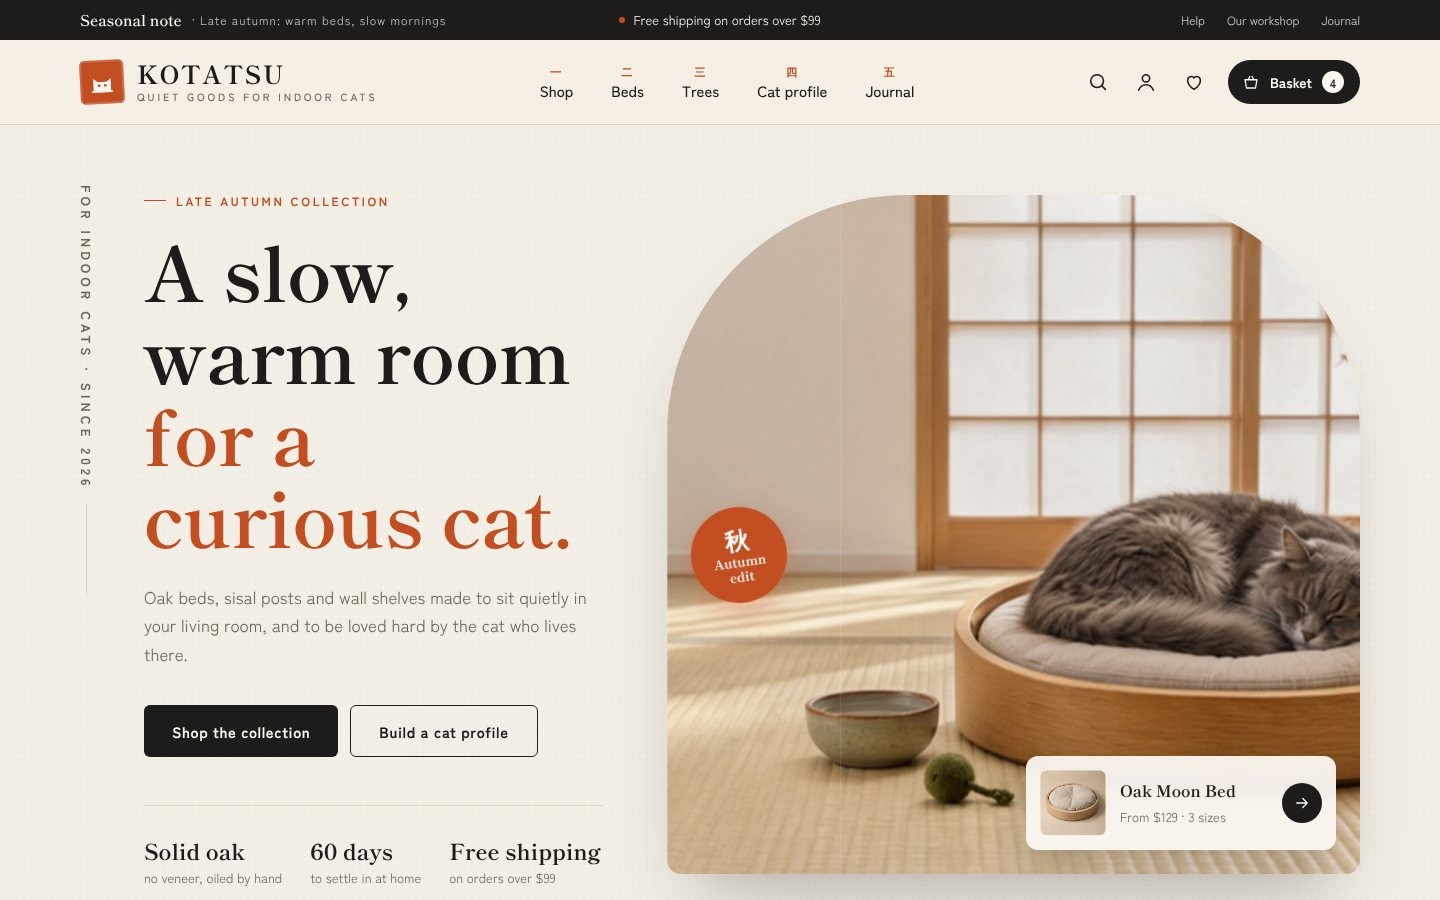 Seasonal note · Late autumn: warm beds, slow mornings
Free shipping on orders over $99
Help
Our workshop
Journal
KOTATSU
QUIET GOODS FOR INDOOR CATS
一
Shop
二
Beds
三
Trees
四
Cat profile
五
Journal
Basket 4
FOR INDOOR CATS · SINCE 2026
LATE AUTUMN COLLECTION
A slow,
warm room
for a
curious cat.
Oak beds, sisal posts and wall shelves made to sit quietly in
your living room, and to be loved hard by the cat who lives
there.
Shop the collection
Build a cat profile
Solid oak
no veneer, oiled by hand
60 days
to settle in at home
Free shipping
on orders over $99
秋
Autumn
edit
Oak Moon Bed
From $129 · 3 sizes